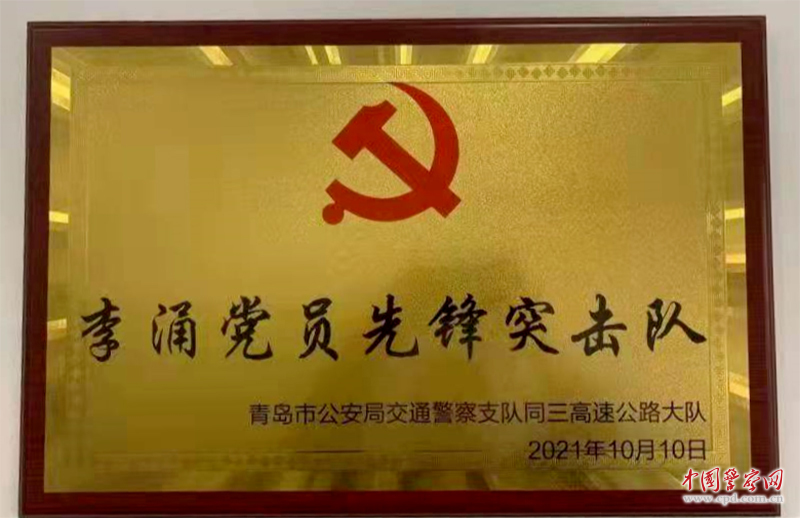 李涌党员先锋突击队
青岛市公安局交通警察支队同三高速公路大队
2021年10月10日
中国警察网
www.cpd.com.cn